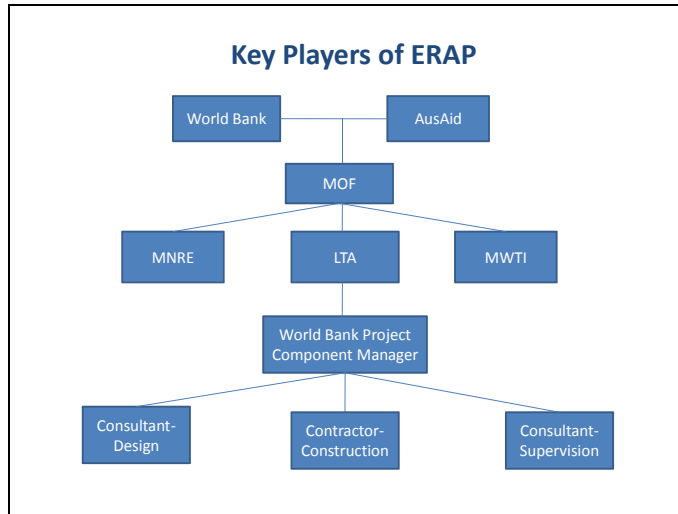 Key Players of ERAP
World Bank
AusAid
MOF
MNRE
LTA
MWTI
World Bank Project
Component Manager
Consultant-
Design
Contractor-
Construction
Consultant-
Supervision